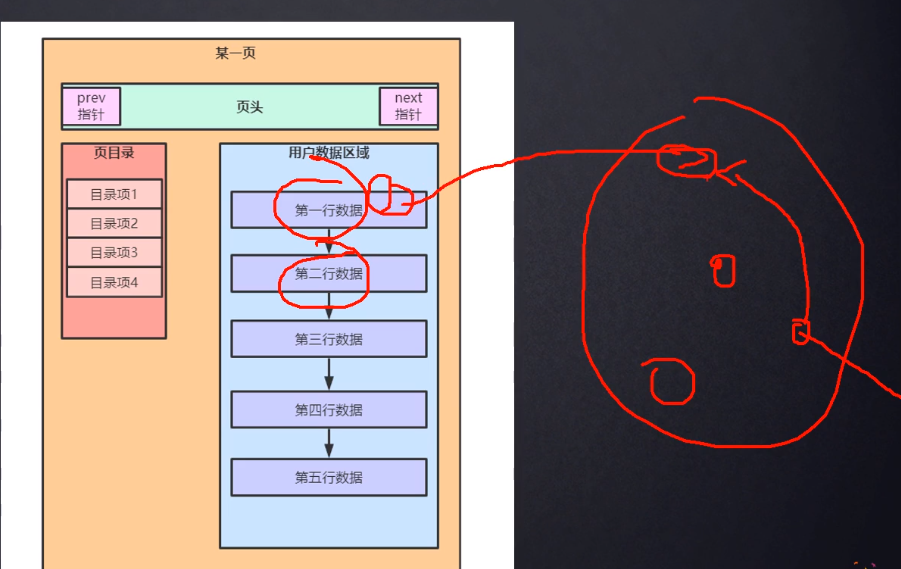 某一页
prev
指针
页头
next
指针
页目录
目录项1
目录项2
目录项3
目录项4
用户数据区域
第一行数据
第二行数据
第三行数据
第四行数据
第五行数据